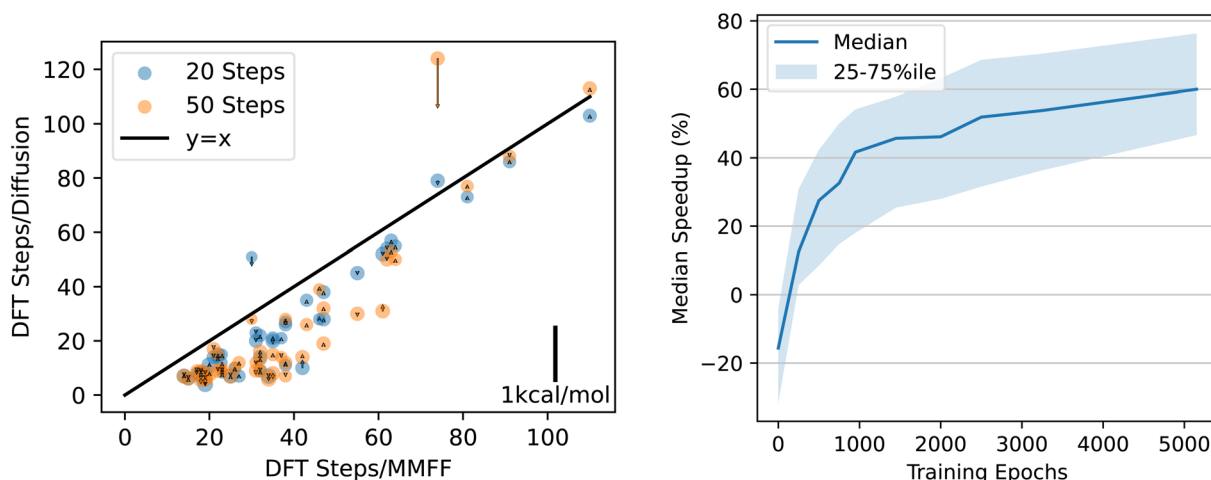 20 Steps
50 Steps
y=x
DFT Steps/Diffusion
120
100
80
60
40
20
0
0 20 40 60 80 100
DFT Steps/MMFF
1kcal/mol
Median
25-75%ile
Median Speedup (%)
80
60
40
20
0
−20
0 1000 2000 3000 4000 5000
Training Epochs